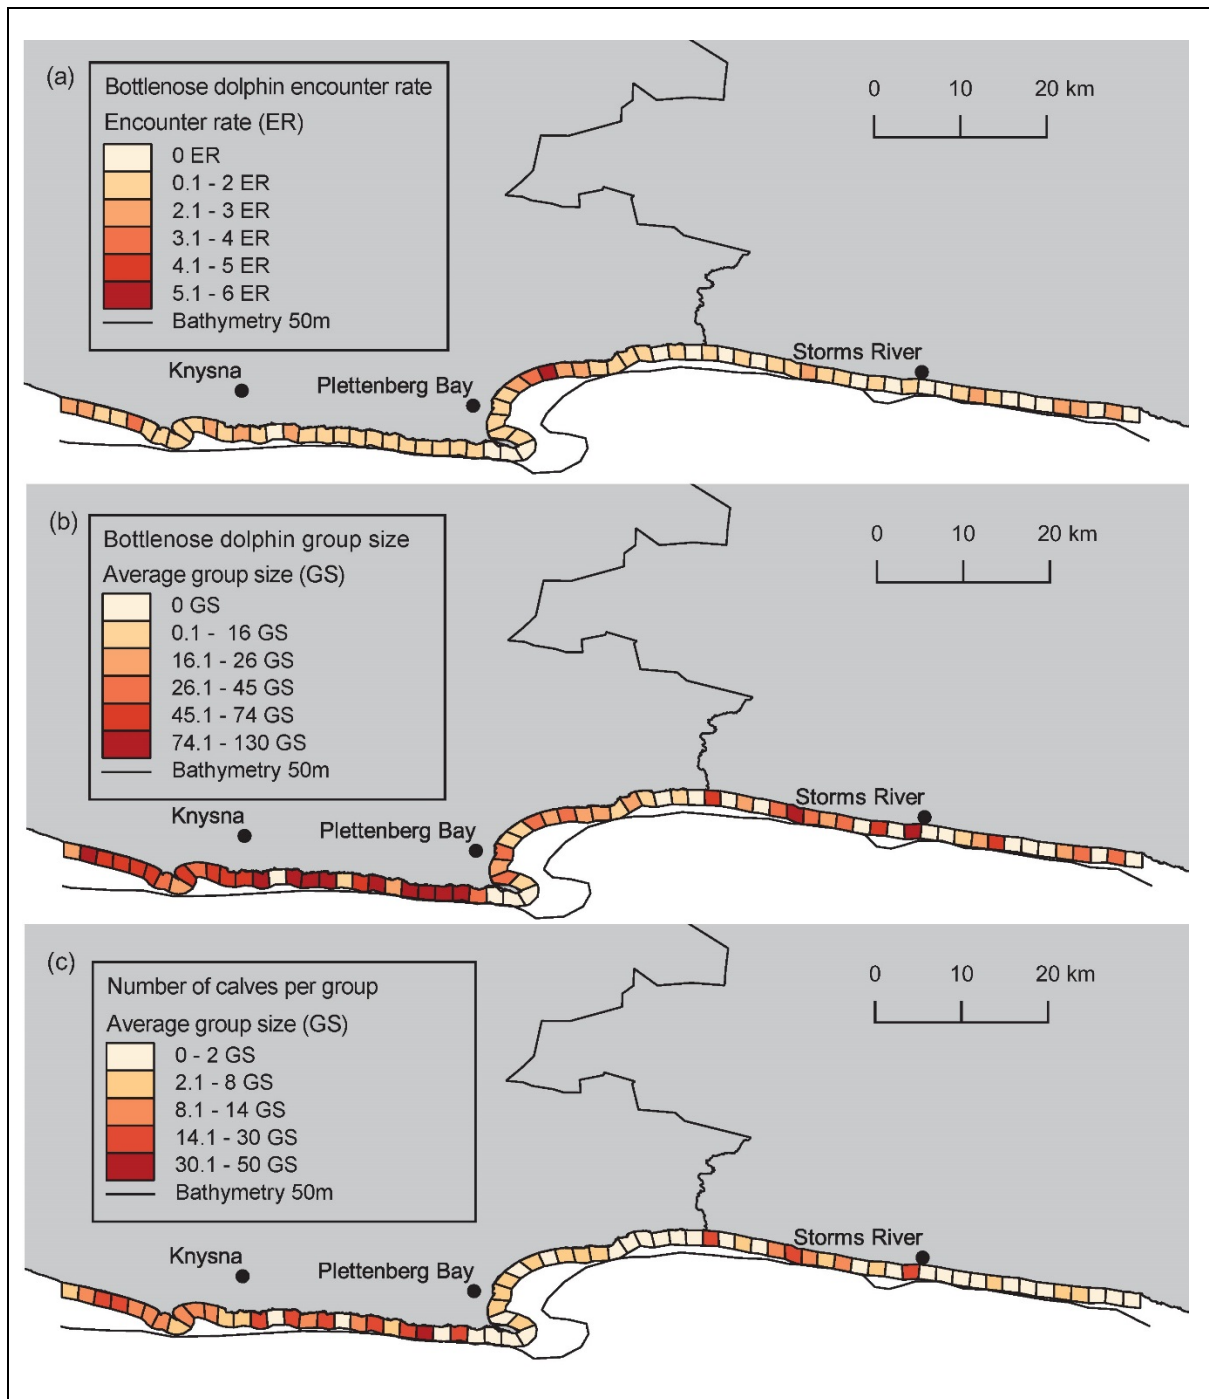 (a)
Bottlenose dolphin encounter rate
Encounter rate (ER)
0 ER
0.1 - 2 ER
2.1 - 3 ER
3.1 - 4 ER
4.1 - 5 ER
5.1 - 6 ER
Bathymetry 50m
0 10 20 km
Knysna
Plettenberg Bay
Storms River
(b)
Bottlenose dolphin group size
Average group size (GS)
0 GS
0.1 - 16 GS
16.1 - 26 GS
26.1 - 45 GS
45.1 - 74 GS
74.1 - 130 GS
Bathymetry 50m
0 10 20 km
Knysna
Plettenberg Bay
Storms River
(c)
Number of calves per group
Average group size (GS)
0 - 2 GS
2.1 - 8 GS
8.1 - 14 GS
14.1 - 30 GS
30.1 - 50 GS
Bathymetry 50m
0 10 20 km
Knysna
Plettenberg Bay
Storms River